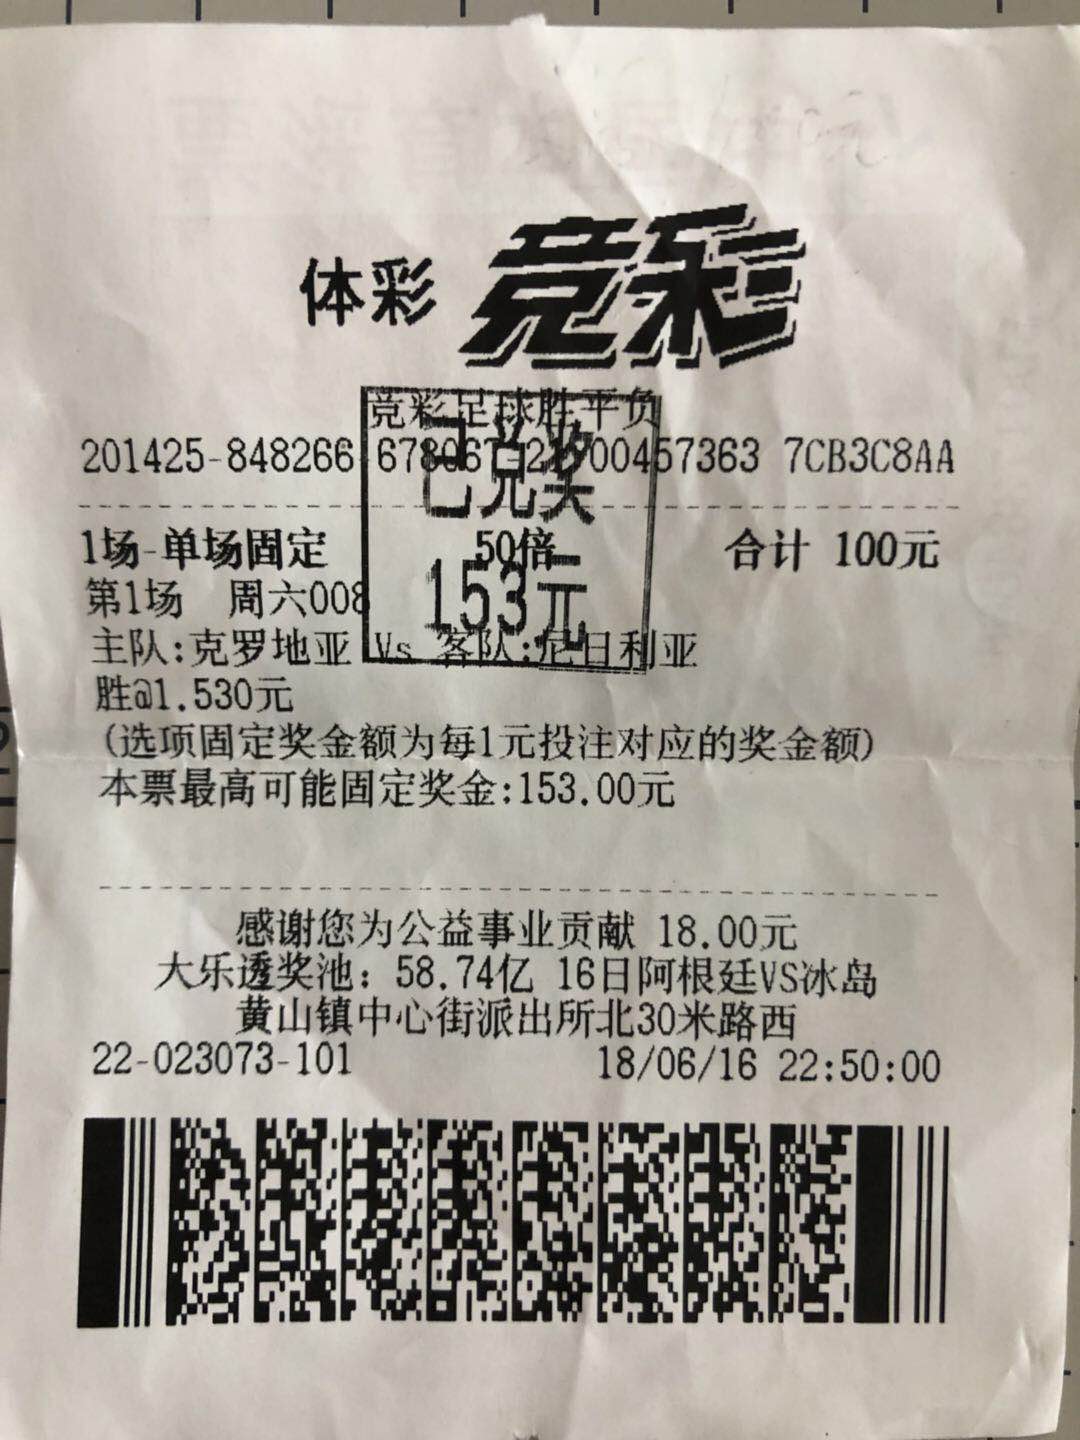 体彩 竞彩
竞彩足球胜平负
201425-848266 00457363 7CB3C8AA
已兑奖
153元
1场-单场固定 50倍 合计 100元
第1场 周六008
主队:克罗地亚 Vs 客队:尼日利亚
胜@1.530元
(选项固定奖金额为每1元投注对应的奖金额)
本票最高可能固定奖金:153.00元
感谢您为公益事业贡献 18.00元
大乐透奖池：58.74亿 16日阿根廷VS冰岛
黄山镇中心街派出所北30米路西
22-023073-101 18/06/16 22:50:00